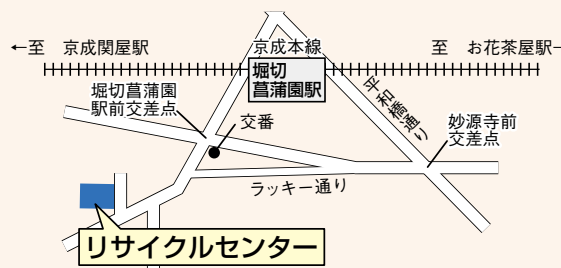 ←至 京成関屋駅
京成本線
至 お花茶屋駅→
堀切
菖蒲園駅
堀切菖蒲園
駅前交差点
交番
平和橋通り
妙源寺前
交差点
ラッキー通り
リサイクルセンター